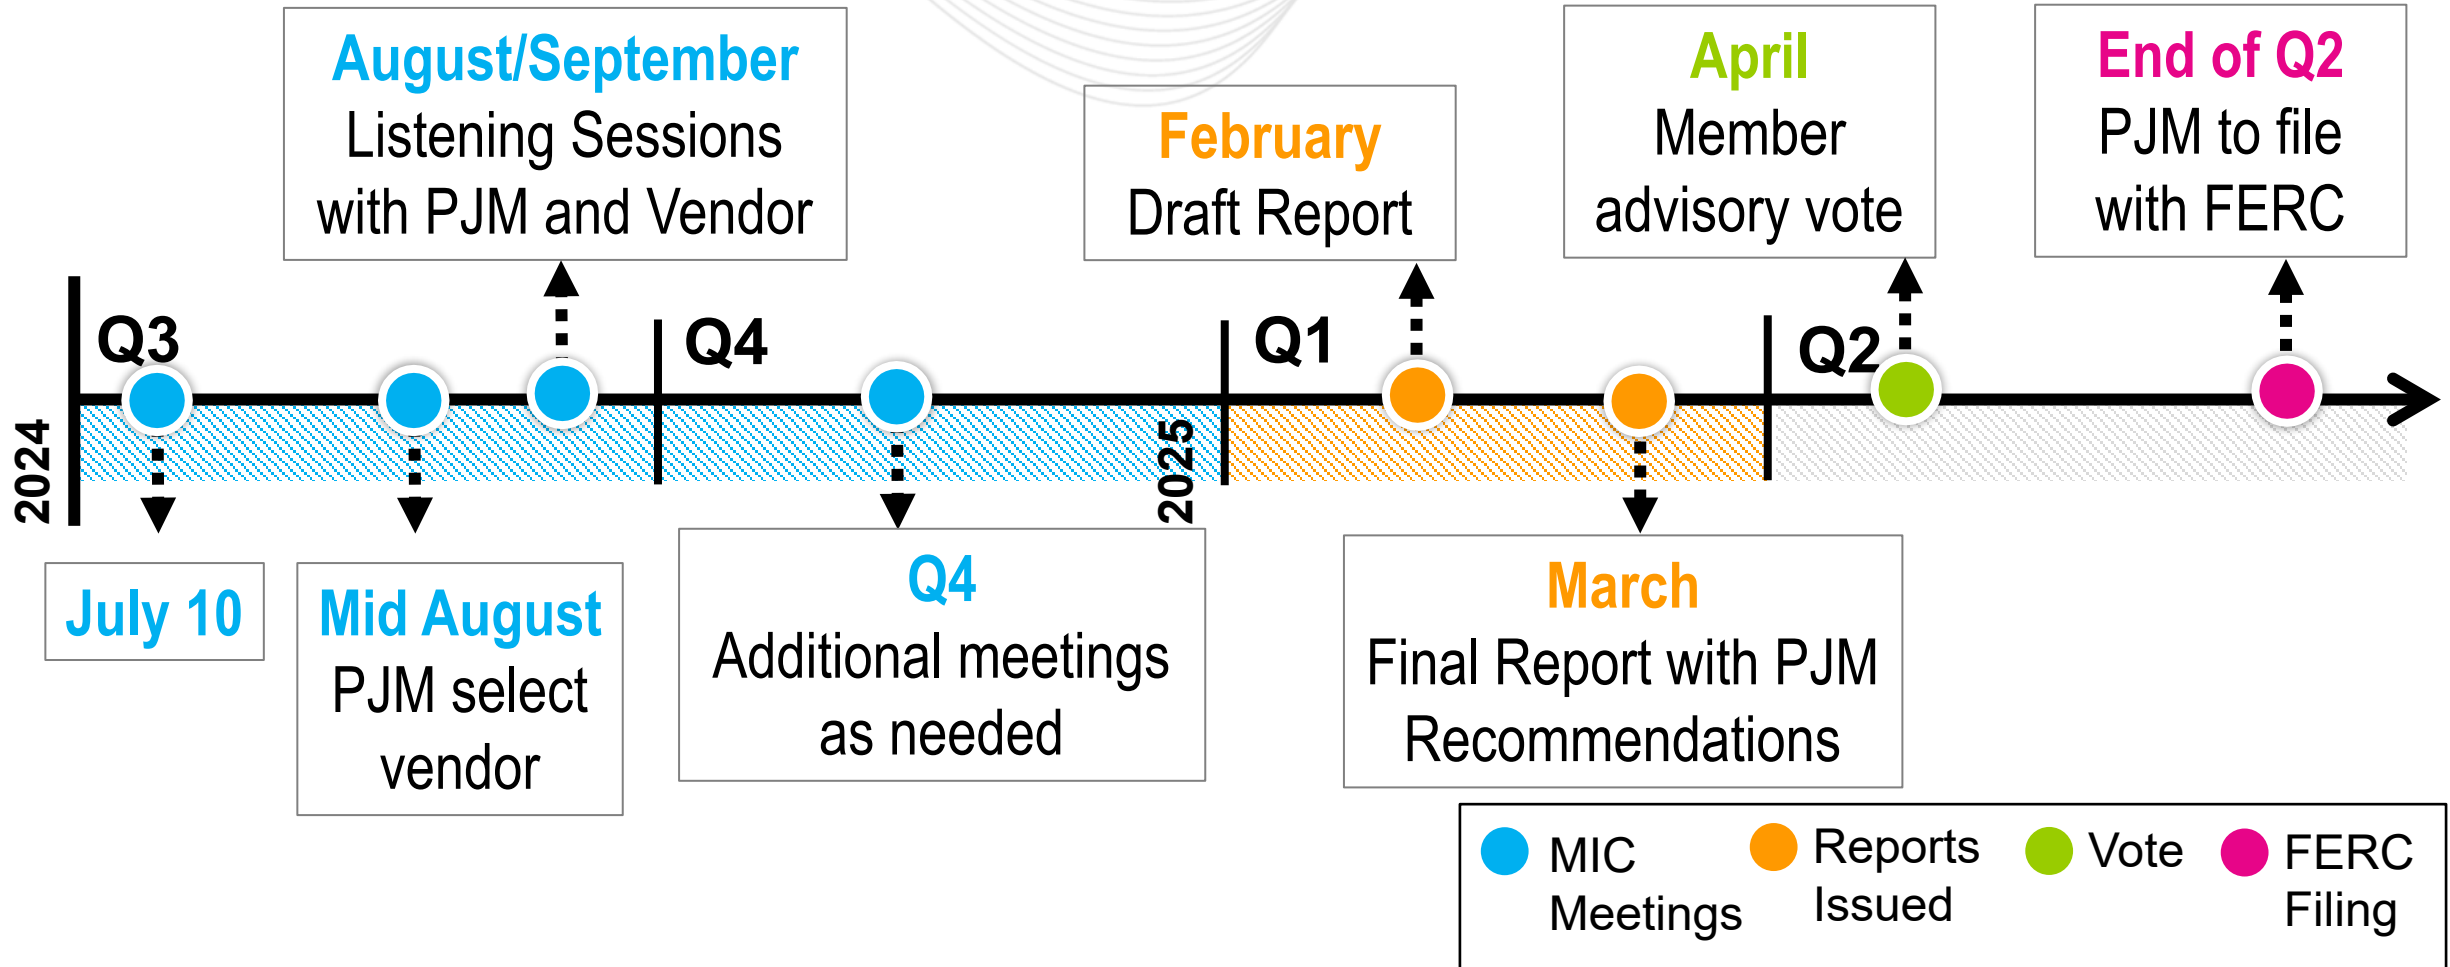 August/September
Listening Sessions
with PJM and Vendor
February
Draft Report
April
Member
advisory vote
End of Q2
PJM to file
with FERC
2024
Q3
Q4
2025
Q1
Q2
July 10
Mid August
PJM select
vendor
Q4
Additional meetings
as needed
March
Final Report with PJM
Recommendations
MIC
Meetings
Reports
Issued
Vote
FERC
Filing